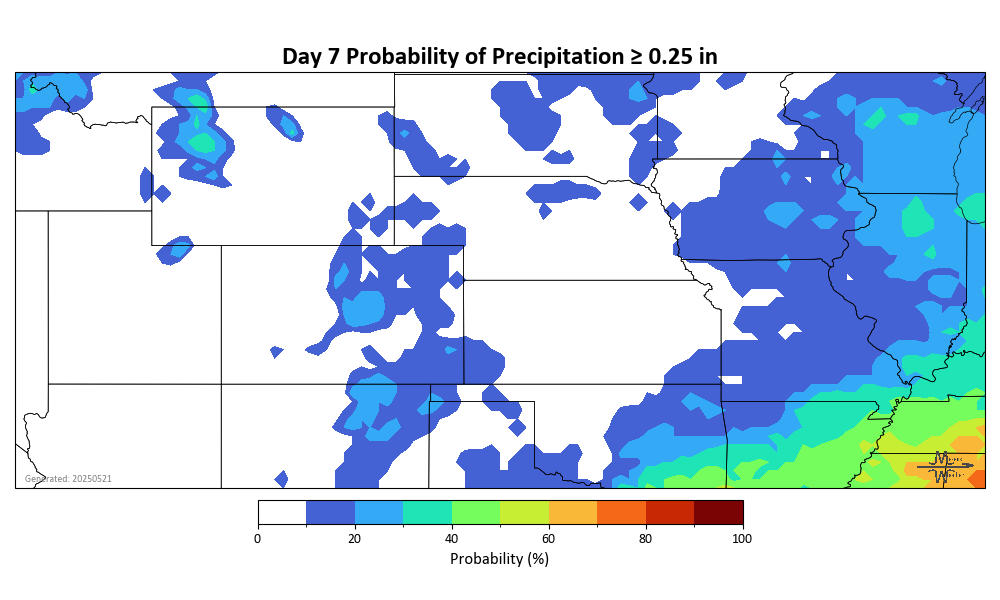 Day 7 Probability of Precipitation ≥ 0.25 in
Generated: 20250521
0 20 40 60 80 100
Probability (%)